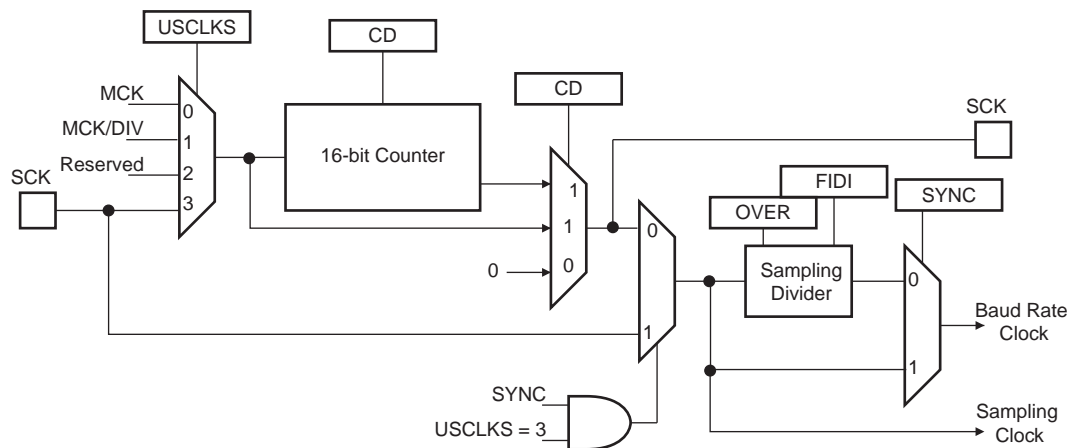 USCLKS
CD
CD
SCK
MCK
0
MCK/DIV
1
16-bit Counter
Reserved
2
SCK
3
1
FIDI
OVER
SYNC
1
0
0
0
Sampling
Divider
0
Baud Rate
Clock
1
1
SYNC
USCLKS = 3
Sampling
Clock